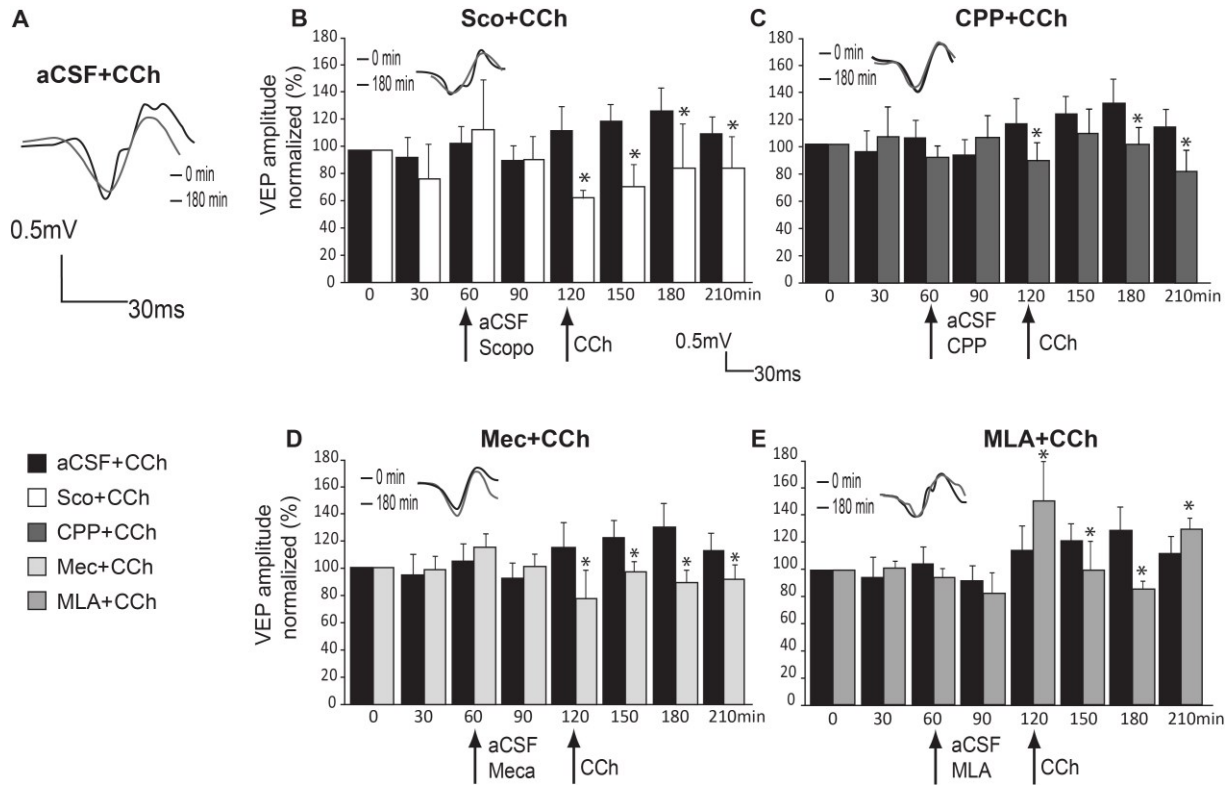 A
aCSF+CCh
0 min
180 min
0.5mV
30ms
B
Sco+CCh
0 min
180 min
VEP amplitude
normalized (%)
180
160
140
120
100
80
60
40
20
0
* * * *
0 30 60 90 120 150 180 210min
aCSF
Scopo
CCh
0.5mV
30ms
C
CPP+CCh
0 min
180 min
180
160
140
120
100
80
60
40
20
0
* * *
0 30 60 90 120 150 180 210min
aCSF
CPP
CCh
aCSF+CCh
Sco+CCh
CPP+CCh
Mec+CCh
MLA+CCh
D
Mec+CCh
0 min
180 min
VEP amplitude
normalized (%)
180
160
140
120
100
80
60
40
20
0
* * * *
0 30 60 90 120 150 180 210min
aCSF
Meca
CCh
E
MLA+CCh
0 min
180 min
180
160
140
120
100
80
60
40
20
0
* * * *
0 30 60 90 120 150 180 210min
aCSF
MLA
CCh